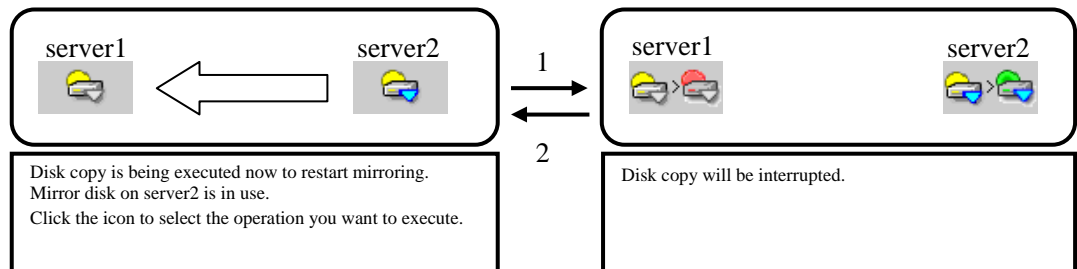 server1
server2
1
2
server1
server2
>
>
Disk copy is being executed now to restart mirroring.
Mirror disk on server2 is in use.
Click the icon to select the operation you want to execute.
Disk copy will be interrupted.